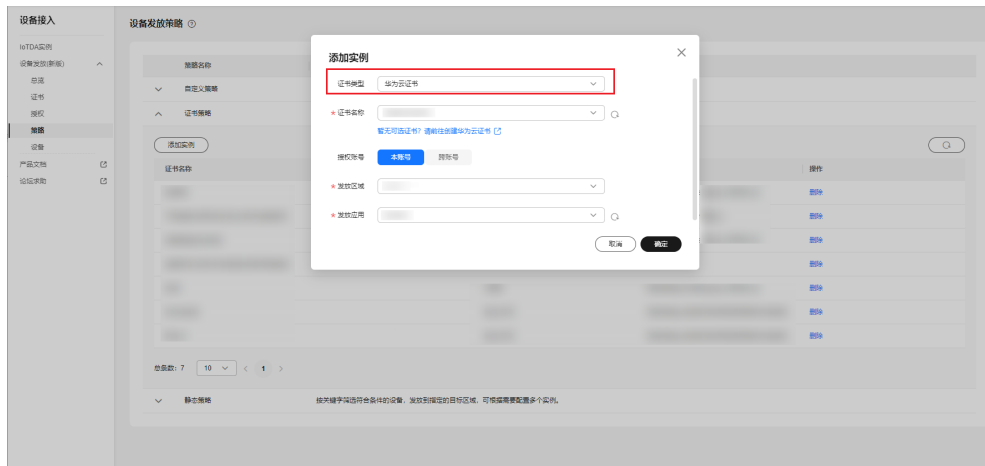 设备接入
IoTDA实例
设备发放(新版)
总览
证书
授权
策略
设备
产品文档
论坛求助
设备发放策略
策略名称
自定义策略
证书策略
添加实例
证书名称
操作
删除
删除
删除
删除
删除
删除
删除
总条数: 7
10
1
静态策略
按关键字筛选符合条件的设备，发放到指定的目标区域，可根据需要配置多个实例。
添加实例
证书类型 华为云证书
* 证书名称
暂无可选证书？请前往创建华为云证书
授权账号 本账号 跨账号
* 发放区域
* 发放应用
取消 确定